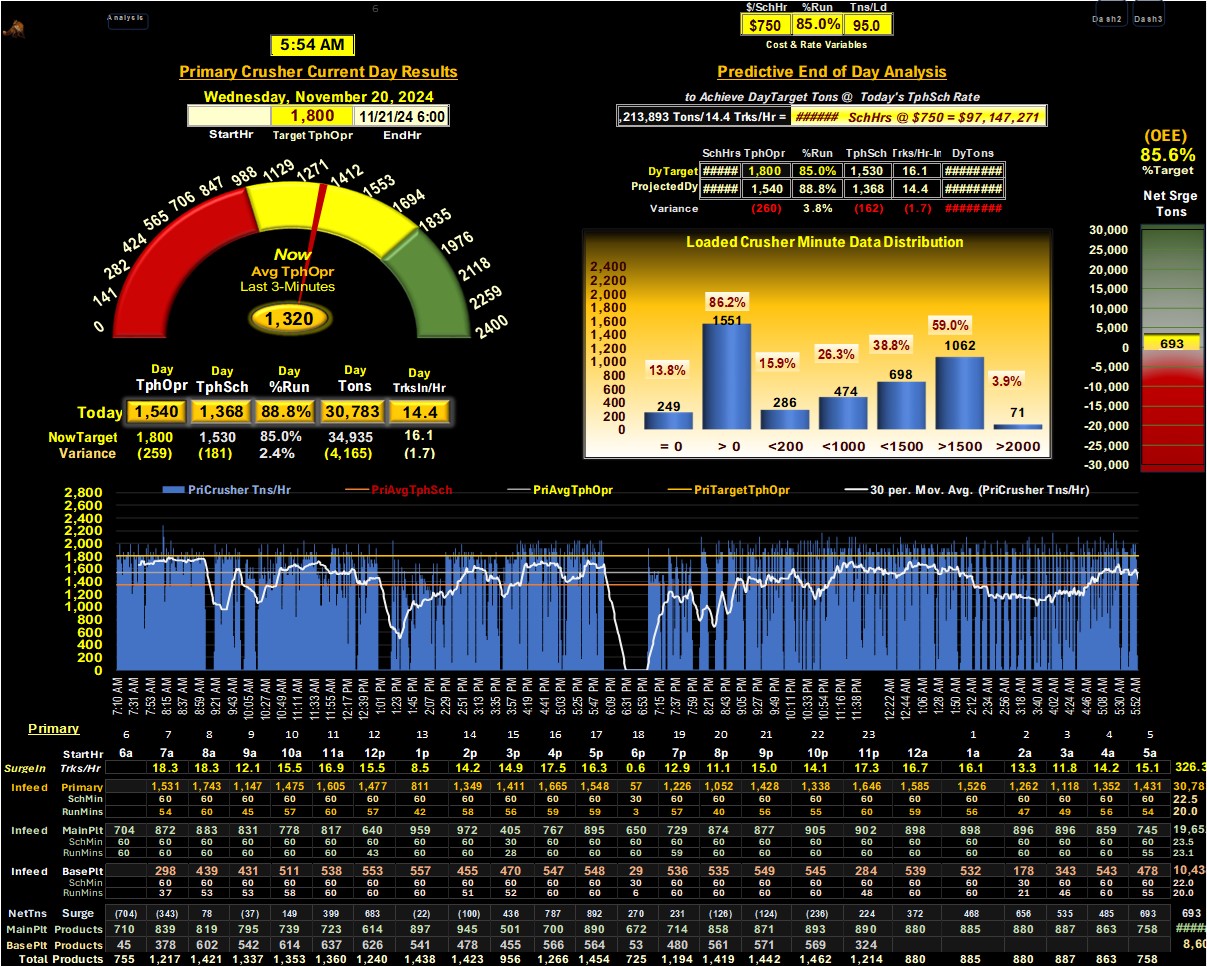 6
Analysis
$/SchHr %Run Tns/Ld
$750 85.0% 95.0
Cost & Rate Variables
Dash2 Dash3
5:54 AM
Primary Crusher Current Day Results
Wednesday, November 20, 2024
1,800 11/21/24 6:00
StartHr Target TphOpr EndHr
Predictive End of Day Analysis
to Achieve DayTarget Tons @ Today's TphSch Rate
,213,893 Tons/14.4 Trks/Hr = ###### SchHrs @ $750 = $97,147,271
SchHrs TphOpr %Run TphSch Trks/Hr-In DyTons
DyTarget ##### 1,800 85.0% 1,530 16.1 ########
ProjectedDy ##### 1,540 88.8% 1,368 14.4 ########
Variance (260) 3.8% (162) (1.7) ########
(OEE)
85.6%
%Target
Net Srge
Tons
30,000
25,000
20,000
15,000
10,000
5,000
0
-5,000
-10,000
-15,000
-20,000
-25,000
-30,000
693
0 141 282 424 565 706 847 988 1129 1271 1412 1553 1694 1835 1976 2118 2259 2400
Now
Avg TphOpr
Last 3-Minutes
1,320
Loaded Crusher Minute Data Distribution
2,400
2,200
2,000
1,800
1,600
1,400
1,200
1,000
800
600
400
200
0
13.8% 86.2% 15.9% 26.3% 38.8% 59.0% 3.9%
249 1551 286 474 698 1062 71
= 0 > 0 <200 <1000 <1500 >1500 >2000
Day Day Day Day Day
TphOpr TphSch %Run Tons TrksIn/Hr
Today 1,540 1,368 88.8% 30,783 14.4
NowTarget 1,800 1,530 85.0% 34,935 16.1
Variance (259) (181) 2.4% (4,165) (1.7)
PriCrusher Tns/Hr PriAvgTphSch PriAvgTphOpr PriTargetTphOpr 30 per. Mov. Avg. (PriCrusher Tns/Hr)
2,800
2,600
2,400
2,200
2,000
1,800
1,600
1,400
1,200
1,000
800
600
400
200
0
7:10 AM 7:31 AM 7:53 AM 8:15 AM 8:37 AM 8:59 AM 9:21 AM 9:43 AM 10:05 AM 10:27 AM 10:49 AM 11:11 AM 11:33 AM 11:55 AM 12:17 PM 12:39 PM 1:01 PM 1:23 PM 1:45 PM 2:07 PM 2:29 PM 2:51 PM 3:13 PM 3:35 PM 3:57 PM 4:19 PM 4:41 PM 5:03 PM 5:25 PM 5:47 PM 6:09 PM 6:31 PM 6:53 PM 7:15 PM 7:37 PM 7:59 PM 8:21 PM 8:43 PM 9:05 PM 9:27 PM 9:49 PM 10:11 PM 10:33 PM 10:54 PM 11:16 PM 11:38 PM 12:22 AM 12:44 AM 1:06 AM 1:28 AM 1:50 AM 2:12 AM 2:34 AM 2:56 AM 3:18 AM 3:40 AM 4:02 AM 4:24 AM 4:46 AM 5:08 AM 5:30 AM 5:52 AM
Primary 6 7 8 9 10 11 12 13 14 15 16 17 18 19 20 21 22 23 1 2 3 4 5
StartHr 6a 7a 8a 9a 10a 11a 12p 1p 2p 3p 4p 5p 6p 7p 8p 9p 10p 11p 12a 1a 2a 3a 4a 5a
SurgeIn Trks/Hr 18.3 18.3 12.1 15.5 16.9 15.5 8.5 14.2 14.9 17.5 16.3 0.6 12.9 11.1 15.0 14.1 17.3 16.7 16.1 13.3 11.8 14.2 15.1 326.3
Infeed Primary 1,531 1,743 1,147 1,475 1,605 1,477 811 1,349 1,411 1,665 1,548 57 1,226 1,052 1,428 1,338 1,646 1,585 1,526 1,262 1,118 1,352 1,431 30,78
SchMin 60 60 60 60 60 60 60 60 60 60 60 30 60 60 60 60 60 60 60 60 60 60 60 22.5
RunMins 54 60 45 57 60 57 42 58 56 59 59 3 57 40 56 55 60 59 56 47 49 56 54 20.0
Infeed MainPlt 704 872 883 831 778 817 640 959 972 405 767 895 650 729 874 877 905 902 898 898 896 896 859 745 19,65
SchMin 60 60 60 60 60 60 60 60 60 30 60 60 60 60 60 60 60 60 60 60 60 60 60 60 23.5
RunMins 60 60 60 60 60 60 43 60 60 28 60 60 60 59 60 60 60 60 60 60 60 60 60 60 23.1
Infeed BasePlt 298 439 431 511 538 553 557 455 470 547 548 29 536 535 549 545 284 539 532 178 343 543 478 10,43
SchMin 60 60 60 60 60 60 60 60 60 60 60 30 60 60 60 60 60 60 60 30 60 60 60 22.0
RunMins 37 53 53 58 60 60 60 51 52 60 60 6 60 60 60 60 48 60 60 21 46 60 55 20.0
NetTns Surge (704) (343) 78 (37) 149 399 683 (22) (100) 436 787 892 270 231 (126) (124) (236) 224 372 468 656 535 485 693 693
MainPlt Products 710 839 819 795 739 723 614 897 945 501 700 890 672 714 858 871 893 890 880 885 880 887 863 758 #####
BasePlt Products 45 378 602 542 614 637 626 541 478 455 566 564 53 480 561 571 569 324 8,60
Total Products 755 1,217 1,421 1,337 1,353 1,360 1,240 1,438 1,423 956 1,266 1,454 725 1,194 1,419 1,442 1,462 1,214 880 885 880 887 863 758